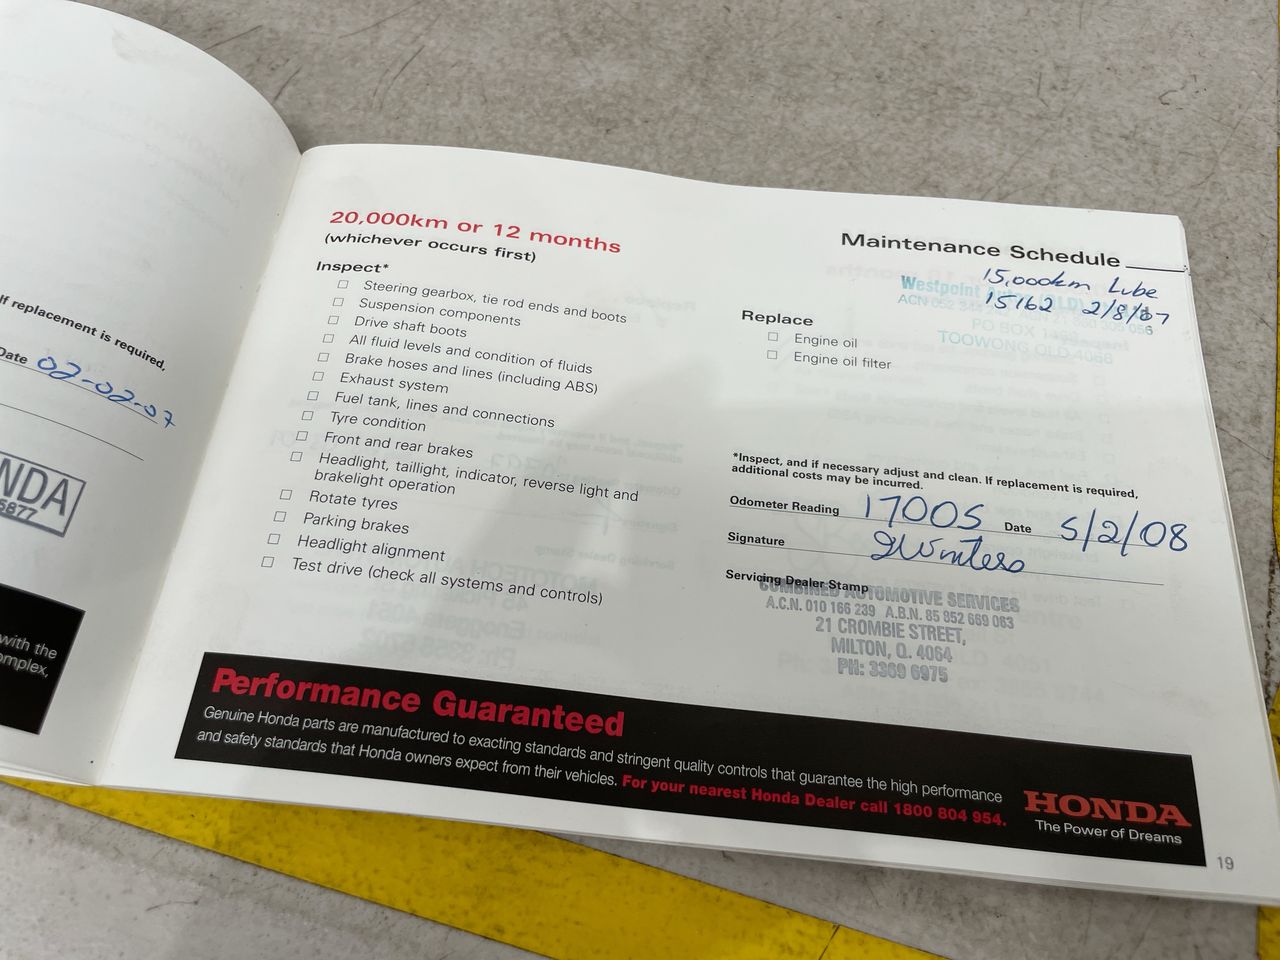 If replacement is required,
Date 02-02-07
NDA
5877
with the
omplex,
20,000km or 12 months
(whichever occurs first)
Inspect*
Steering gearbox, tie rod ends and boots
Suspension components
Drive shaft boots
All fluid levels and condition of fluids
Brake hoses and lines (including ABS)
Exhaust system
Fuel tank, lines and connections
Tyre condition
Front and rear brakes
Headlight, taillight, indicator, reverse light and
brakelight operation
Rotate tyres
Parking brakes
Headlight alignment
Test drive (check all systems and controls)
Maintenance Schedule
15,000km Lube
15162 2/8/07
Westpoint
ACN 052
PO BOX
TOOWONG QLD 4066
Replace
Engine oil
Engine oil filter
*Inspect, and if necessary adjust and clean. If replacement is required,
additional costs may be incurred.
Odometer Reading 17005 Date 5/2/08
Signature
Servicing Dealer Stamp
COMBINED AUTOMOTIVE SERVICES
A.C.N. 010 166 239 A.B.N. 85 952 669 063
21 CROMBIE STREET,
MILTON, Q. 4064
PH: 3369 6975
Performance Guaranteed
Genuine Honda parts are manufactured to exacting standards and stringent quality controls that guarantee the high performance
and safety standards that Honda owners expect from their vehicles. For your nearest Honda Dealer call 1800 804 954.
HONDA
The Power of Dreams
19